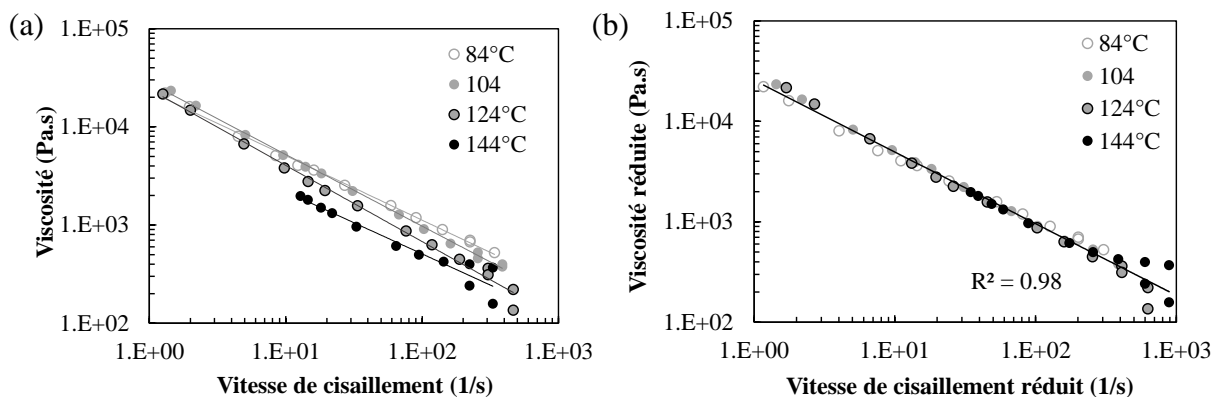 (a)
1.E+05
1.E+04
1.E+03
1.E+02
Viscosité (Pa.s)
84°C
104
124°C
144°C
1.E+00 1.E+01 1.E+02 1.E+03
Vitesse de cisaillement (1/s)
(b)
1.E+05
1.E+04
1.E+03
1.E+02
Viscosité réduite (Pa.s)
84°C
104
124°C
144°C
R² = 0.98
1.E+00 1.E+01 1.E+02 1.E+03
Vitesse de cisaillement réduit (1/s)